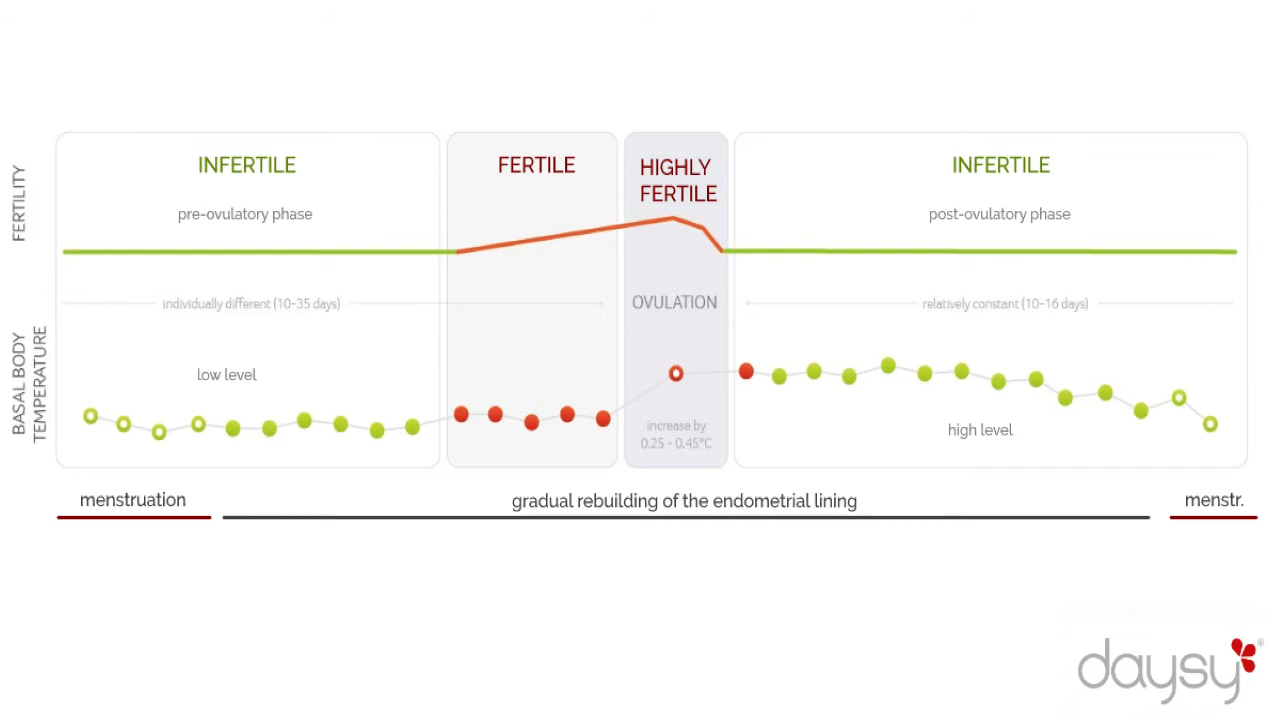 FERTILITY
INFERTILE
pre-ovulatory phase
FERTILE
HIGHLY
FERTILE
INFERTILE
post-ovulatory phase
individually different (10-35 days)
OVULATION
relatively constant (10-16 days)
BASAL BODY
TEMPERATURE
low level
increase by
0.25 - 0.45°C
high level
menstruation
gradual rebuilding of the endometrial lining
menstr.
daysy®